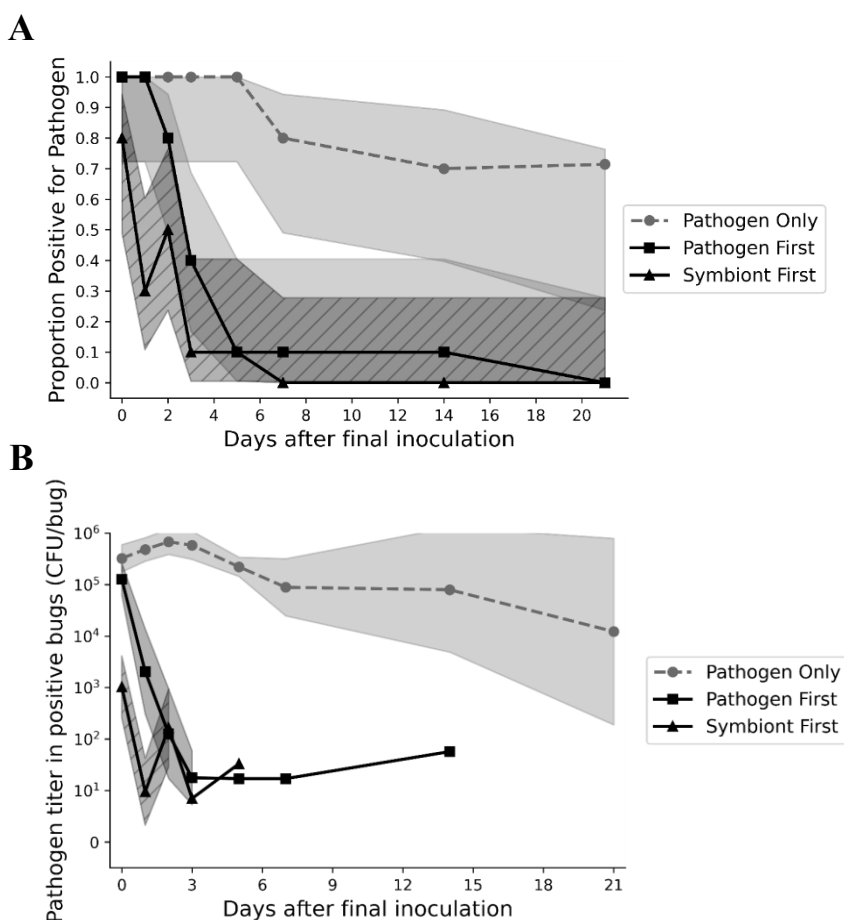 A
Proportion Positive for Pathogen
1.0
0.9
0.8
0.7
0.6
0.5
0.4
0.3
0.2
0.1
0.0
Pathogen Only
Pathogen First
Symbiont First
0 2 4 6 8 10 12 14 16 18 20
Days after final inoculation
B
Pathogen titer in positive bugs (CFU/bug)
10⁶
10⁵
10⁴
10³
10²
10¹
0
Pathogen Only
Pathogen First
Symbiont First
0 3 6 9 12 15 18 21
Days after final inoculation